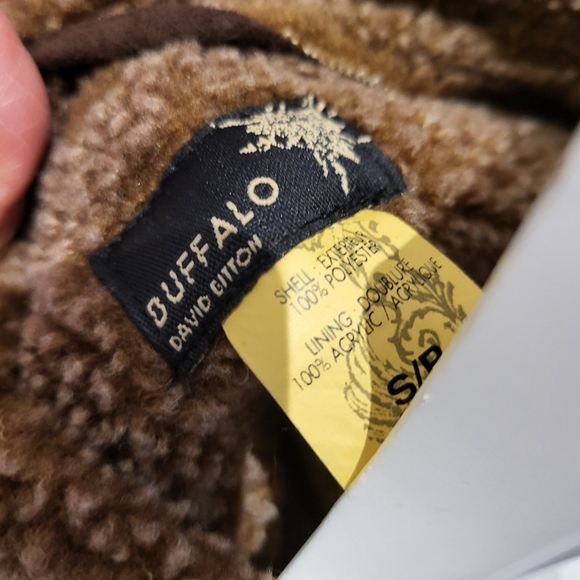 BUFFALO
DAVID BITTON
SHELL : EXTERIEUR
100% POLYESTER
LINING : DOUBLURE
100% ACRYLIC / ACRYLIQUE
S/P